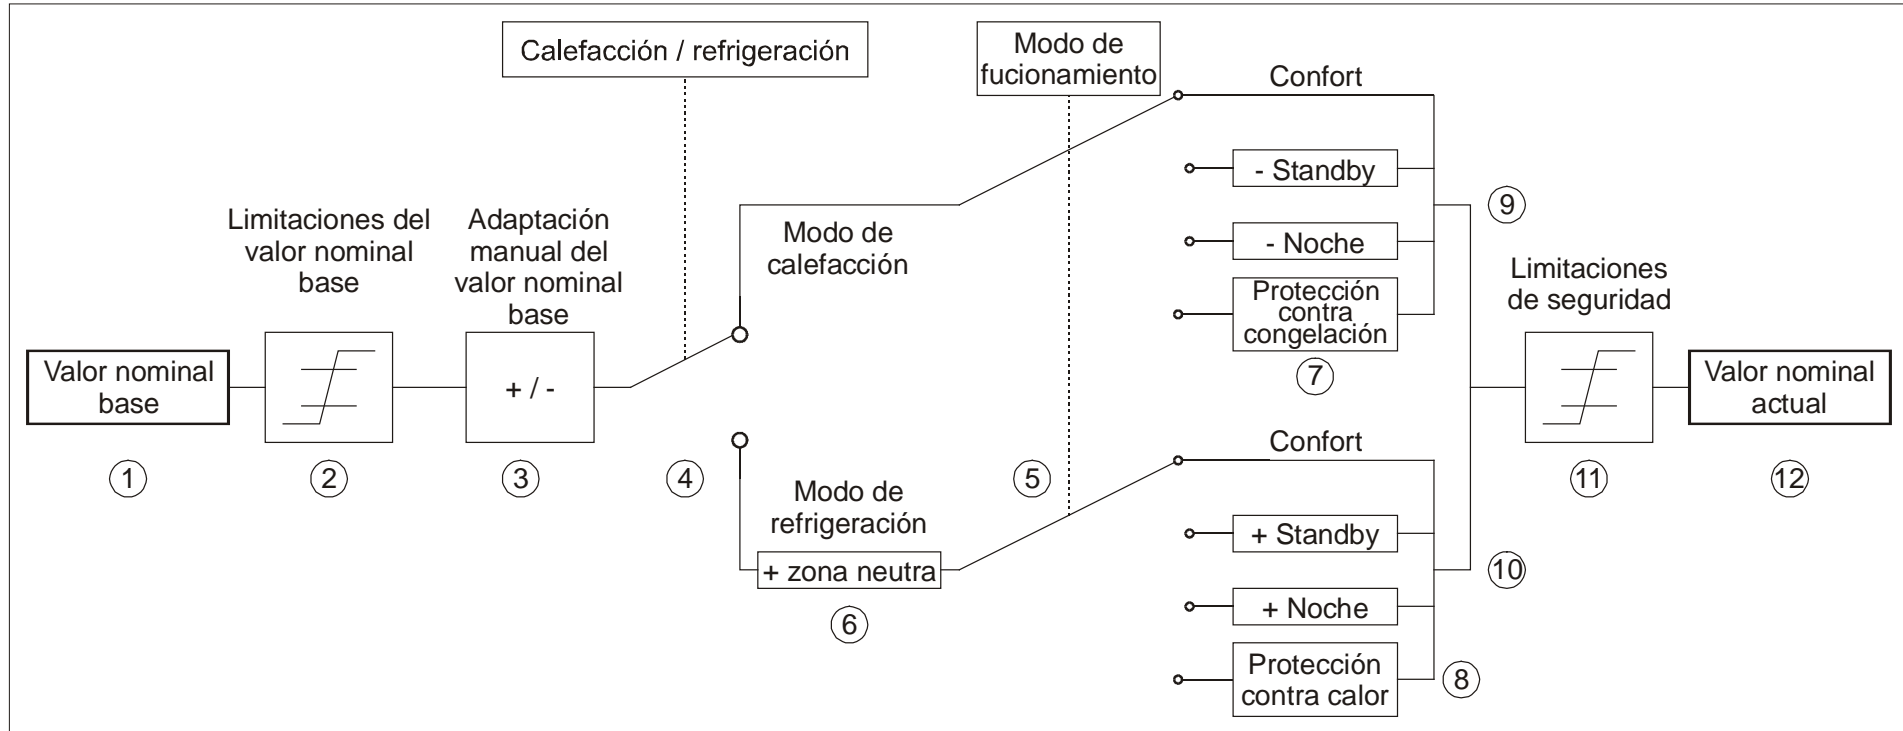 Calefacción / refrigeración
Modo de
fucionamiento
Confort
- Standby
- Noche
Protección
contra
congelación
7
9
Limitaciones del
valor nominal
base
Adaptación
manual del
valor nominal
base
Modo de
calefacción
Limitaciones
de seguridad
Valor nominal
base
+ / -
Valor nominal
actual
1
2
3
4
5
11
12
Modo de
refrigeración
+ zona neutra
6
Confort
+ Standby
+ Noche
Protección
contra calor
8
10